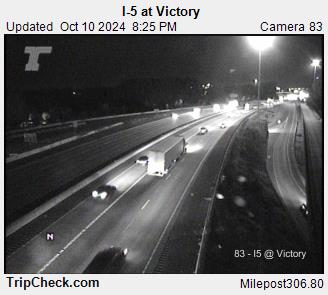 I-5 at Victory
Updated Oct 10 2024 8:25 PM Camera 83
T
N
83 - I5 @ Victory
TripCheck.com Milepost306.80